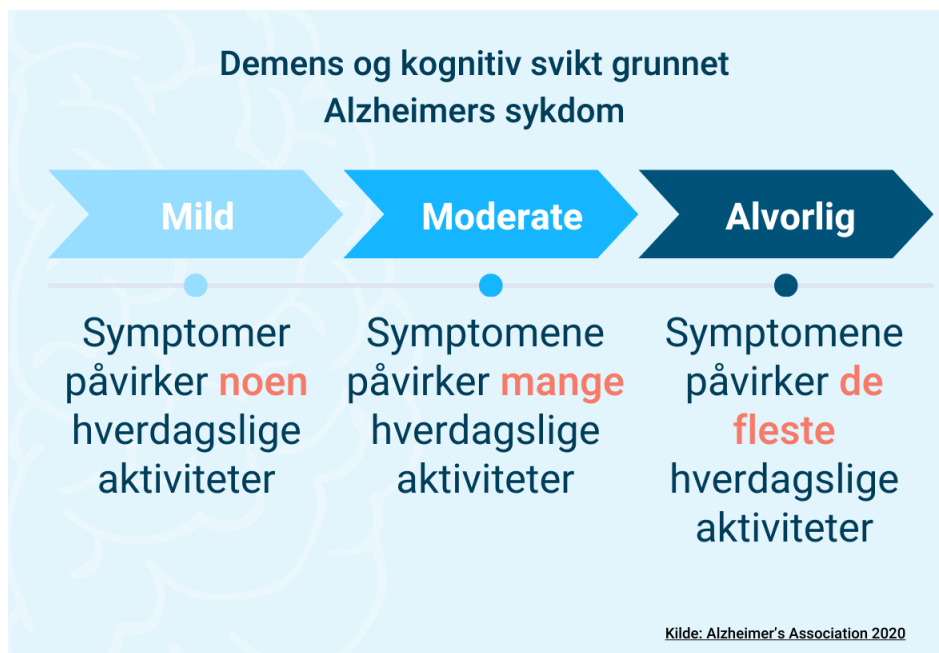 Demens og kognitiv svikt grunnet
Alzheimers sykdom
Mild
Moderate
Alvorlig
Symptomer
påvirker noen
hverdagslige
aktiviteter
Symptomene
påvirker mange
hverdagslige
aktiviteter
Symptomene
påvirker de
fleste
hverdagslige
aktiviteter
Kilde: Alzheimer’s Association 2020